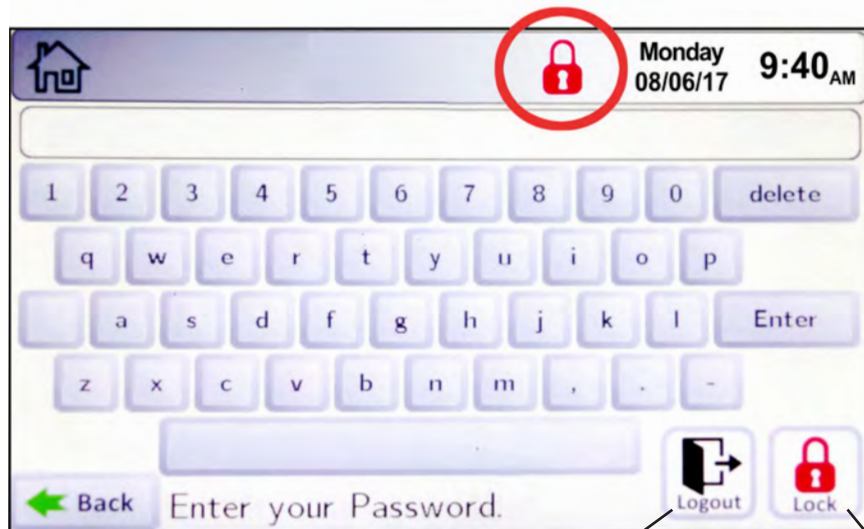 Monday
08/06/17
9:40AM
1 2 3 4 5 6 7 8 9 0 delete
q w e r t y u i o p
a s d f g h j k l Enter
z x c v b n m , . -
Back
Enter your Password.
Logout
Lock